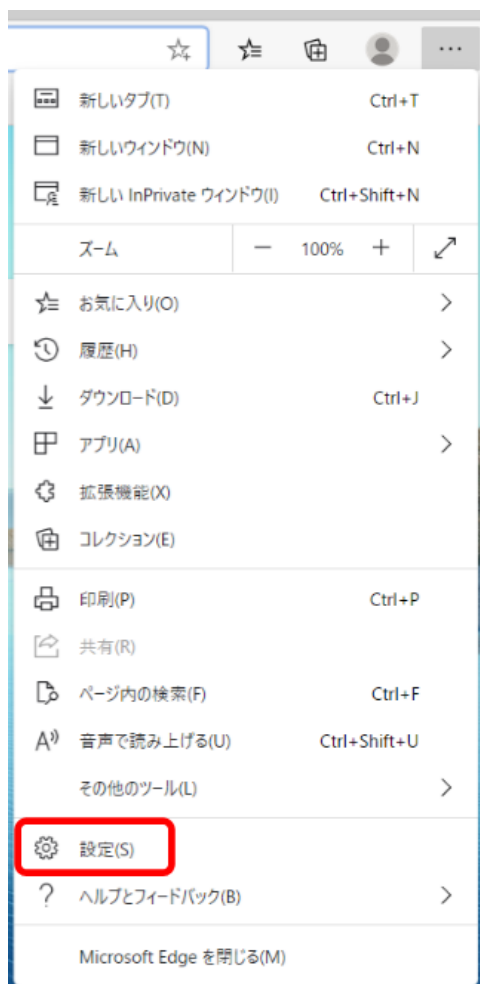 新しいタブ(T) Ctrl+T
新しいウィンドウ(N) Ctrl+N
新しい InPrivate ウィンドウ(I) Ctrl+Shift+N
ズーム 100%
お気に入り(O)
履歴(H)
ダウンロード(D) Ctrl+J
アプリ(A)
拡張機能(X)
コレクション(E)
印刷(P) Ctrl+P
共有(R)
ページ内の検索(F) Ctrl+F
音声で読み上げる(U) Ctrl+Shift+U
その他のツール(L)
設定(S)
ヘルプとフィードバック(B)
Microsoft Edge を閉じる(M)